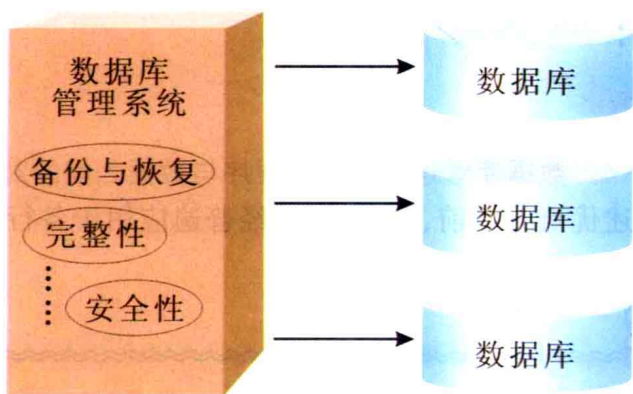 数据库
管理系统
备份与恢复
完整性
安全性
数据库
数据库
数据库